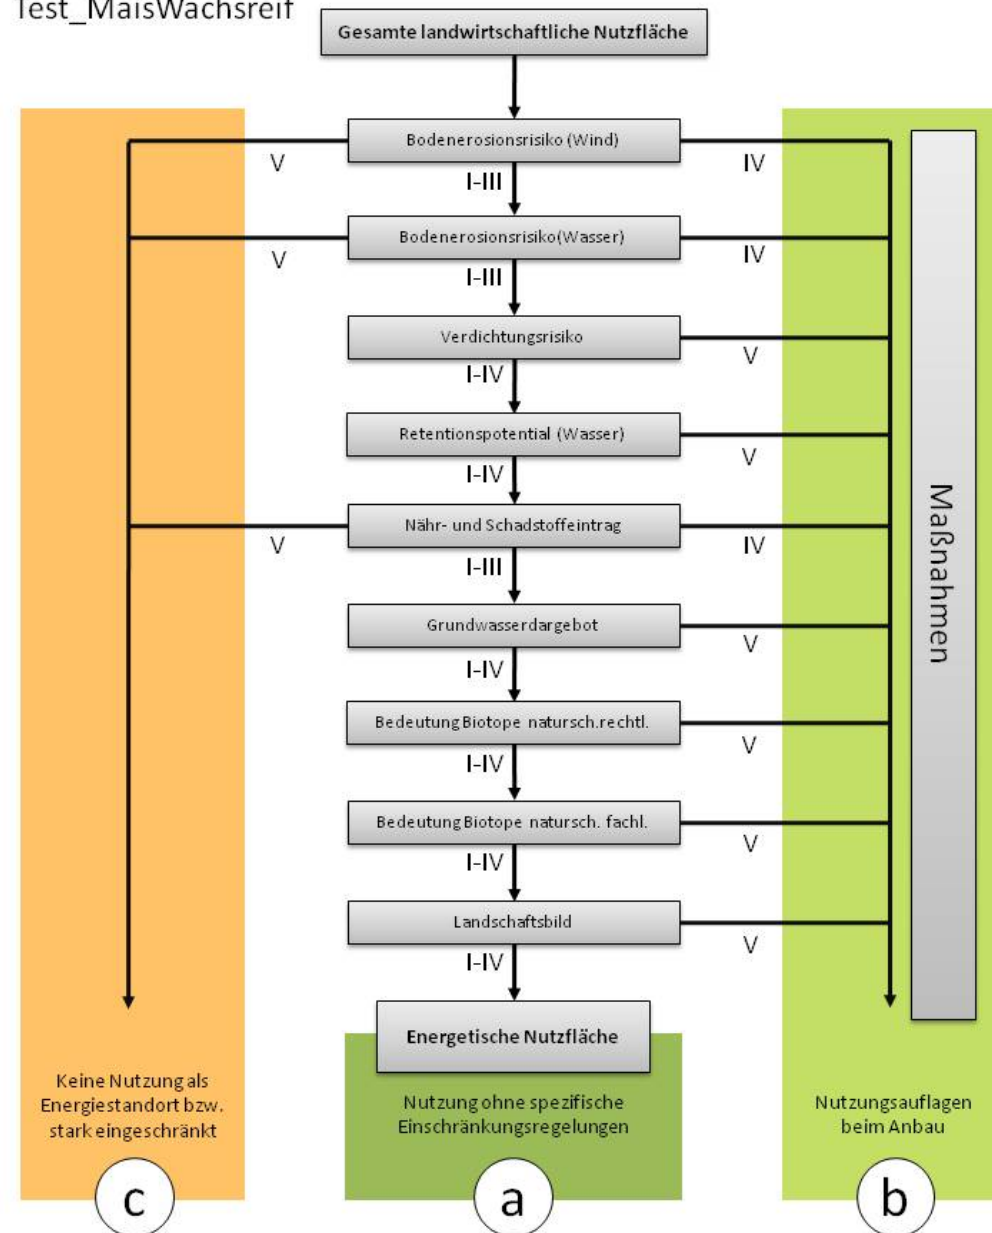 Test_MaisWachsreif
Gesamte landwirtschaftliche Nutzfläche
Bodenerosionsrisiko (Wind)
V
IV
I-III
Bodenerosionsrisiko(Wasser)
V
IV
I-III
Verdichtungsrisiko
V
I-IV
Retentionspotential (Wasser)
V
I-IV
Nähr- und Schadstoffeintrag
V
IV
I-III
Grundwasserdargebot
V
I-IV
Bedeutung Biotope natursch.rechtl.
V
I-IV
Bedeutung Biotope natursch. fachl.
V
I-IV
Landschaftsbild
V
I-IV
Maßnahmen
Energetische Nutzfläche
Keine Nutzung als
Energiestandort bzw.
stark eingeschränkt
Nutzung ohne spezifische
Einschränkungsregelungen
Nutzungsauflagen
beim Anbau
c
a
b